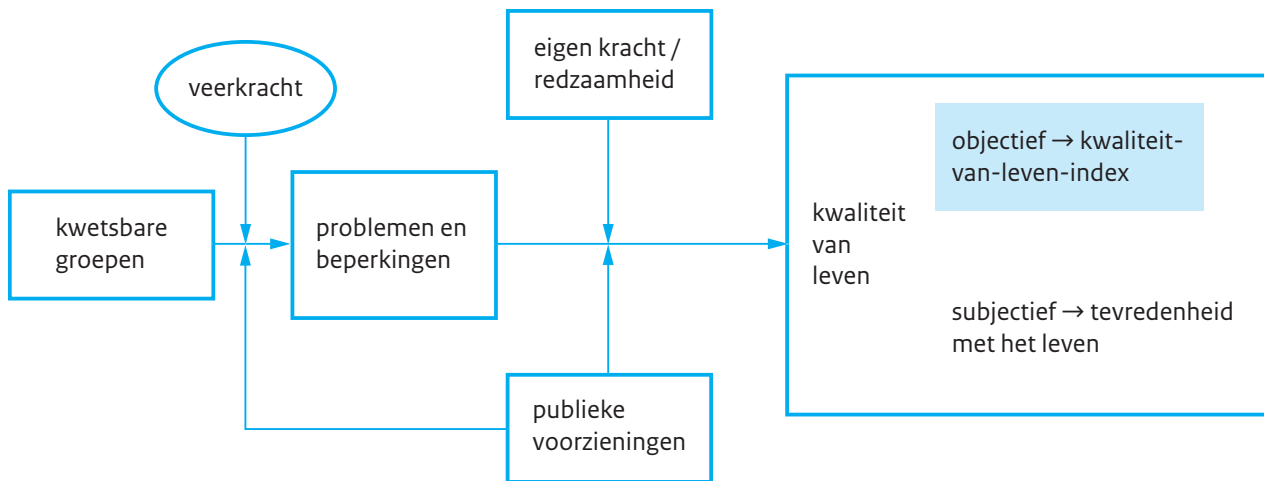 eigen kracht /
redzaamheid
veerkracht
objectief → kwaliteit-
van-leven-index
kwetsbare
groepen
problemen en
beperkingen
kwaliteit
van
leven
subjectief → tevredenheid
met het leven
publieke
voorzieningen